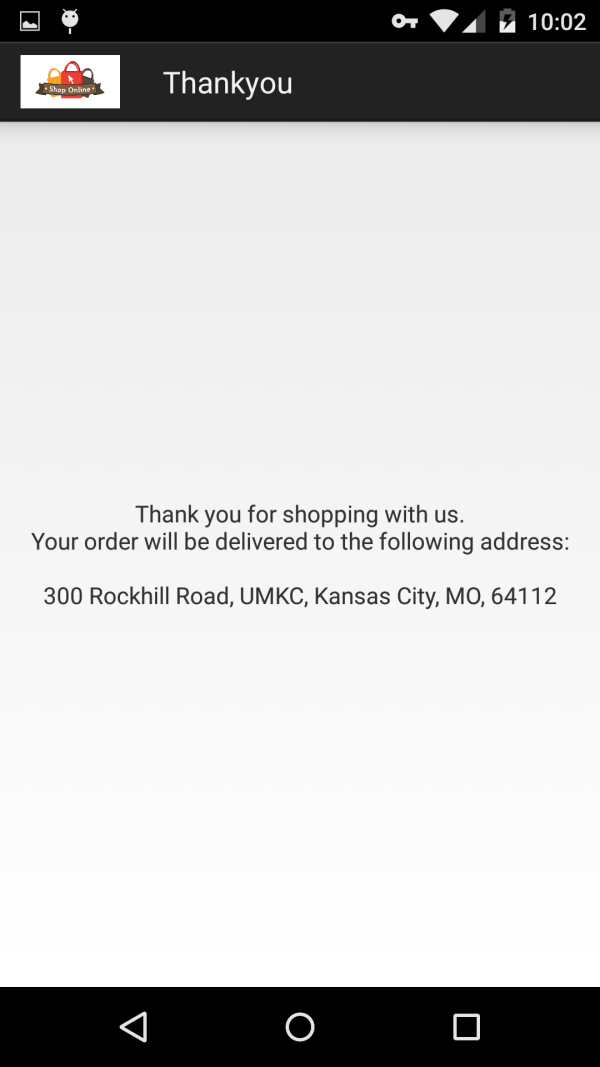 10:02
Shop Online
Thankyou
Thank you for shopping with us.
Your order will be delivered to the following address:
300 Rockhill Road, UMKC, Kansas City, MO, 64112